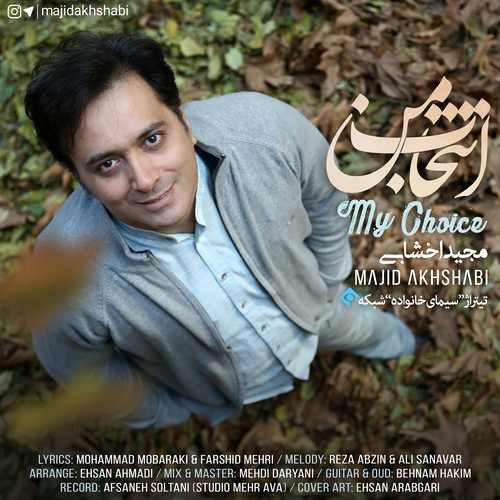 majidakhshabi
انتخاب من
My Choice
مجید اخشابی
MAJID AKHSHABI
تیتراژ "سیمای خانواده" شبکه
LYRICS: MOHAMMAD MOBARAKI & FARSHID MEHRI / MELODY: REZA ABZIN & ALI SANAVAR
ARRANGE: EHSAN AHMADI / MIX & MASTER: MEHDI DARYANI / GUITAR & OUD: BEHNAM HAKIM
RECORD: AFSANEH SOLTANI (STUDIO MEHR AVA) / COVER ART: EHSAN ARABGARI